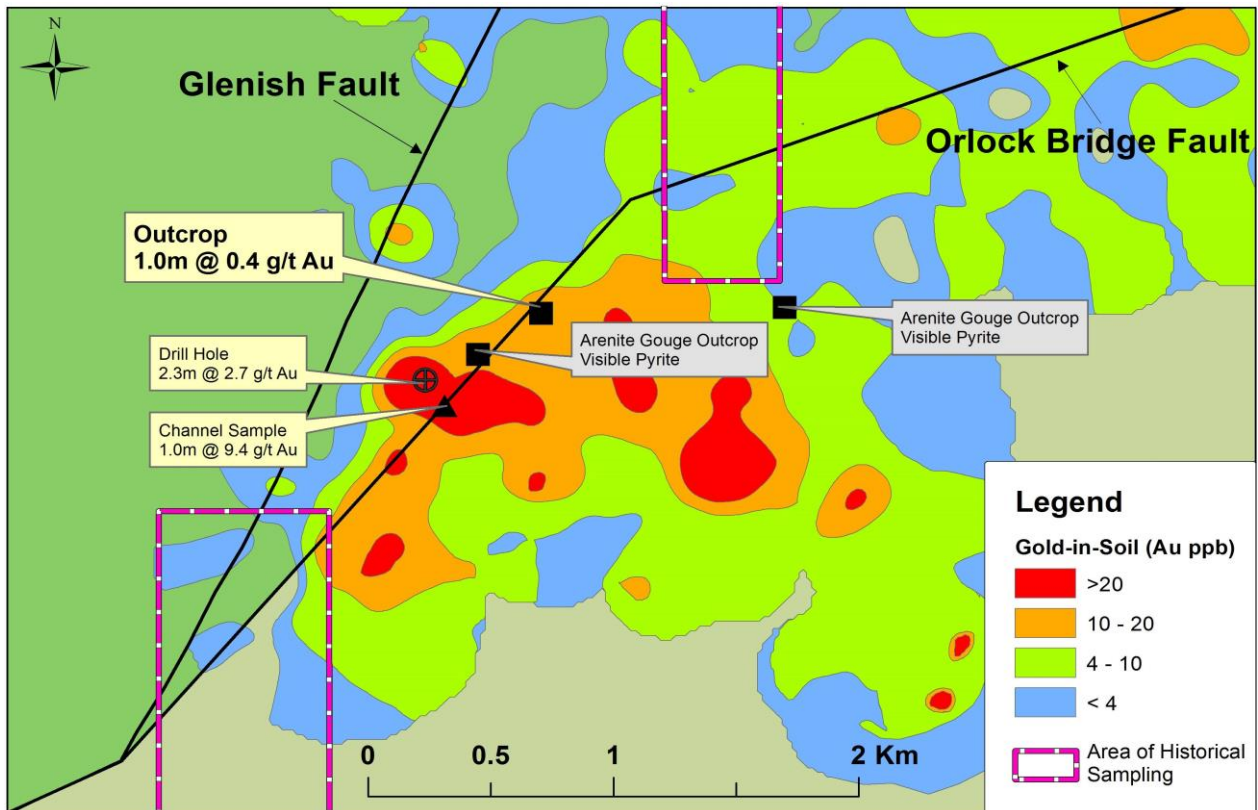 N
Glenish Fault
Orlock Bridge Fault
Outcrop
1.0m @ 0.4 g/t Au
Drill Hole
2.3m @ 2.7 g/t Au
Channel Sample
1.0m @ 9.4 g/t Au
Arenite Gouge Outcrop
Visible Pyrite
Arenite Gouge Outcrop
Visible Pyrite
Legend
Gold-in-Soil (Au ppb)
>20
10 - 20
4 - 10
< 4
Area of Historical
Sampling
0 0.5 1 2 Km